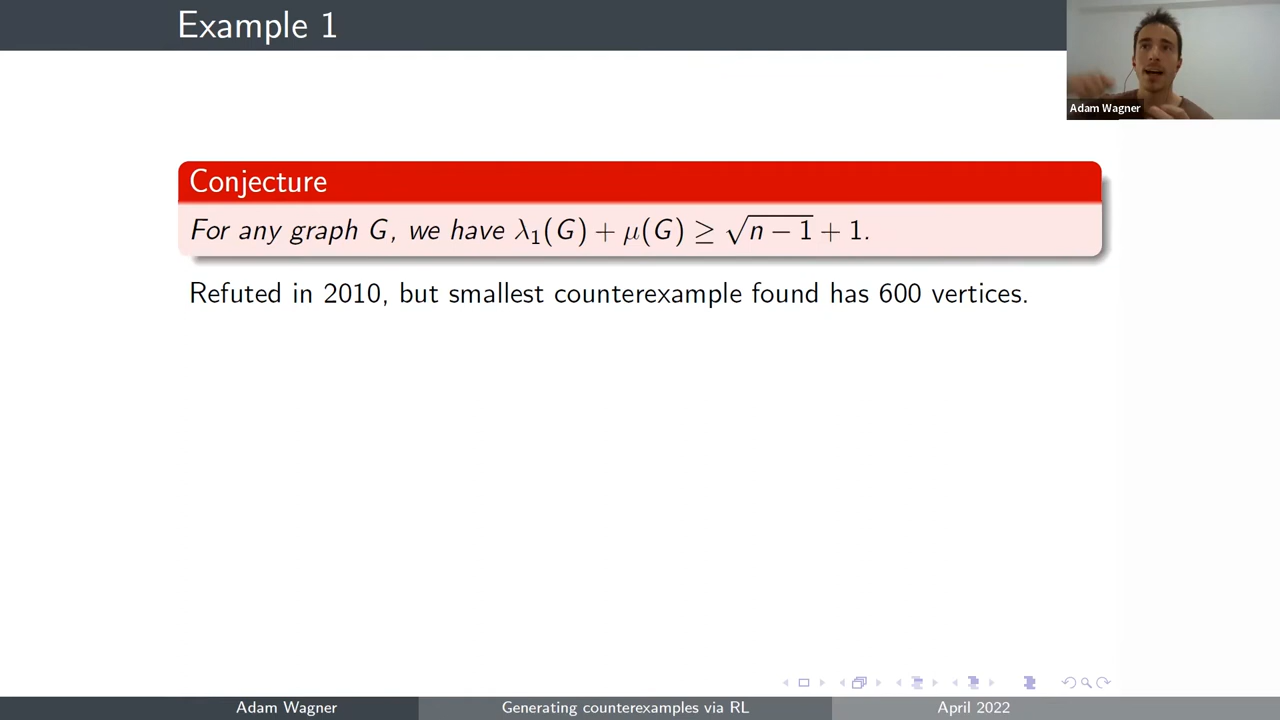 Example 1
Adam Wagner
Conjecture
For any graph G, we have λ₁(G) + μ(G) ≥ √(n − 1) + 1.
Refuted in 2010, but smallest counterexample found has 600 vertices.
Adam Wagner
Generating counterexamples via RL
April 2022